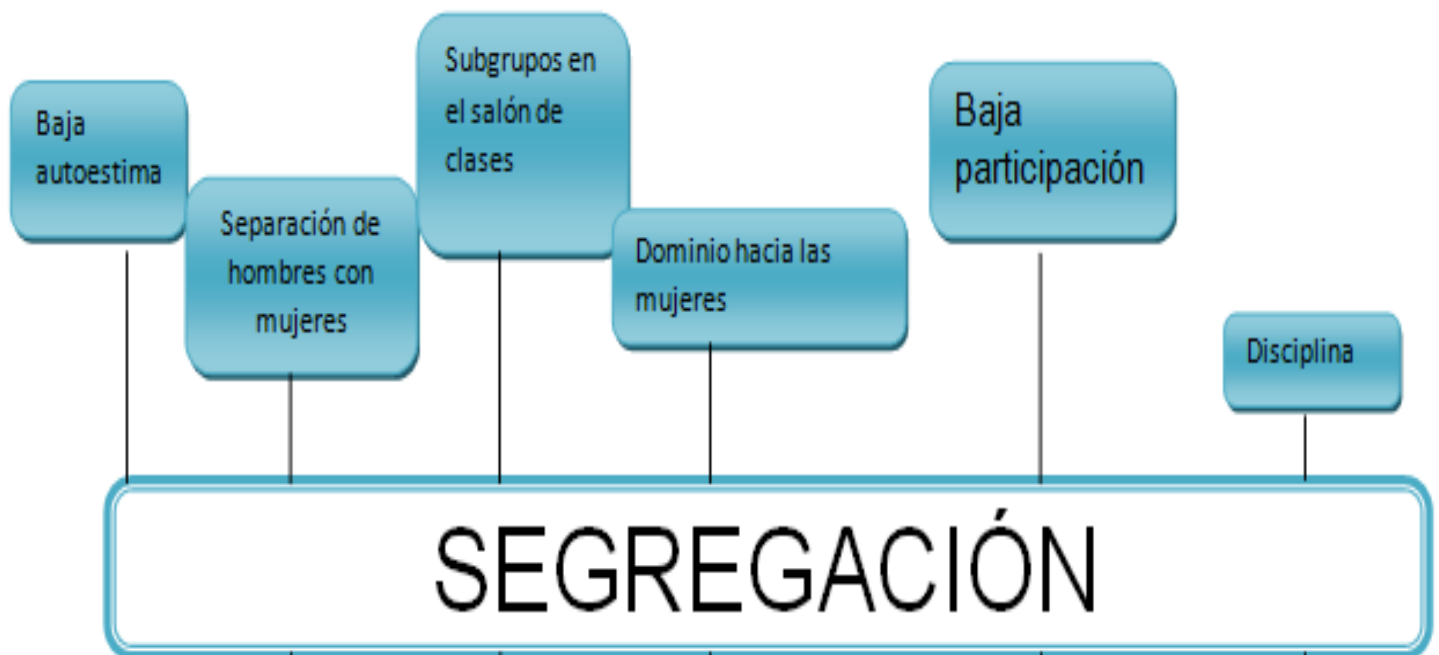 Baja
autoestima
Separación de
hombres con
mujeres
Subgrupos en
el salón de
clases
Dominio hacia las
mujeres
Baja
participación
Disciplina
SEGREGACIÓN